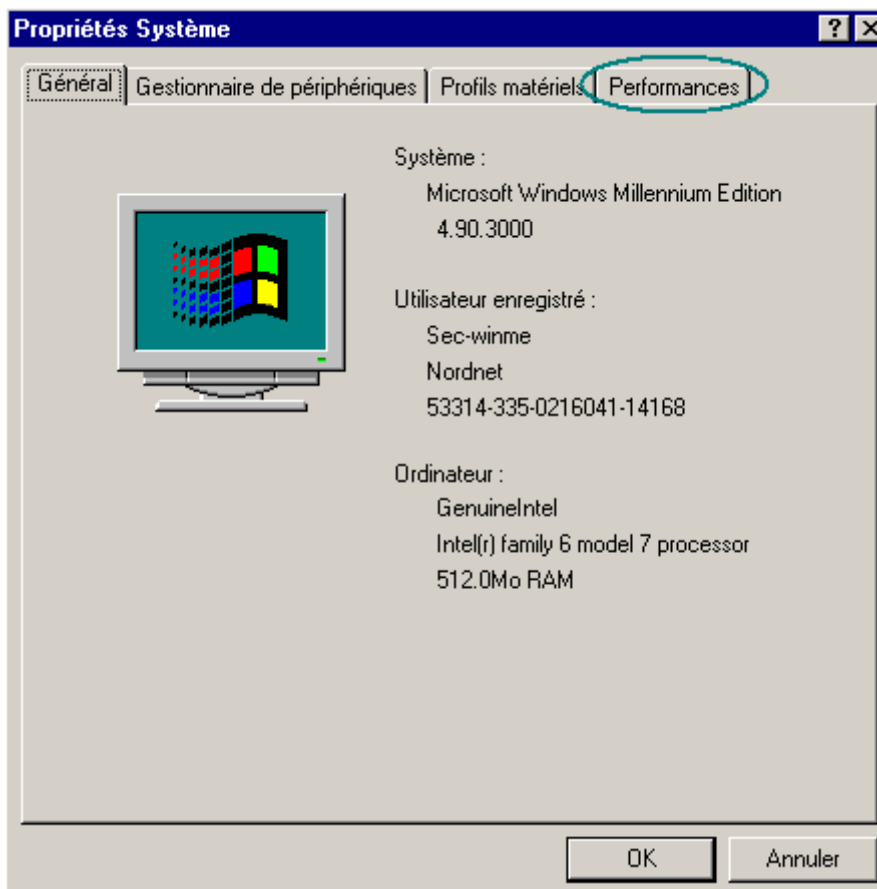 Propriétés Système
Général Gestionnaire de périphériques Profils matériels Performances
Système :
Microsoft Windows Millennium Edition
4.90.3000
Utilisateur enregistré :
Sec-winme
Nordnet
53314-335-0216041-14168
Ordinateur :
GenuineIntel
Intel(r) family 6 model 7 processor
512.0Mo RAM
OK Annuler